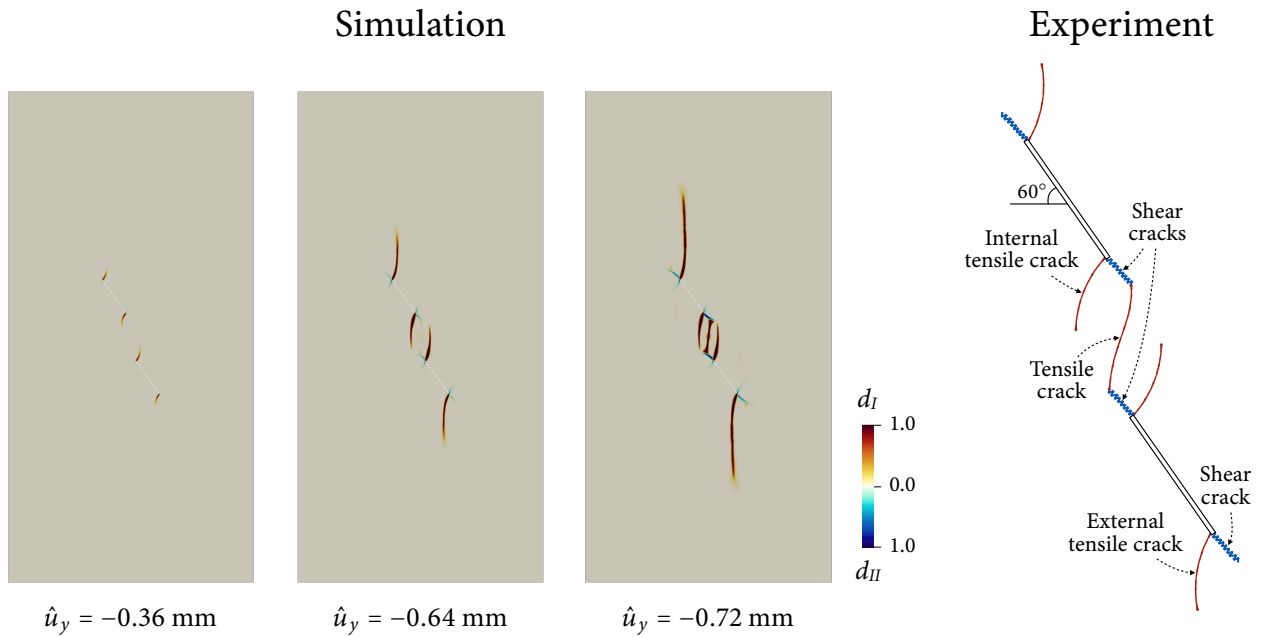 Simulation
Experiment
60°
Shear
cracks
Internal
tensile crack
Tensile
crack
d_I
1.0
0.0
1.0
d_II
Shear
crack
External
tensile crack
û_y = −0.36 mm
û_y = −0.64 mm
û_y = −0.72 mm